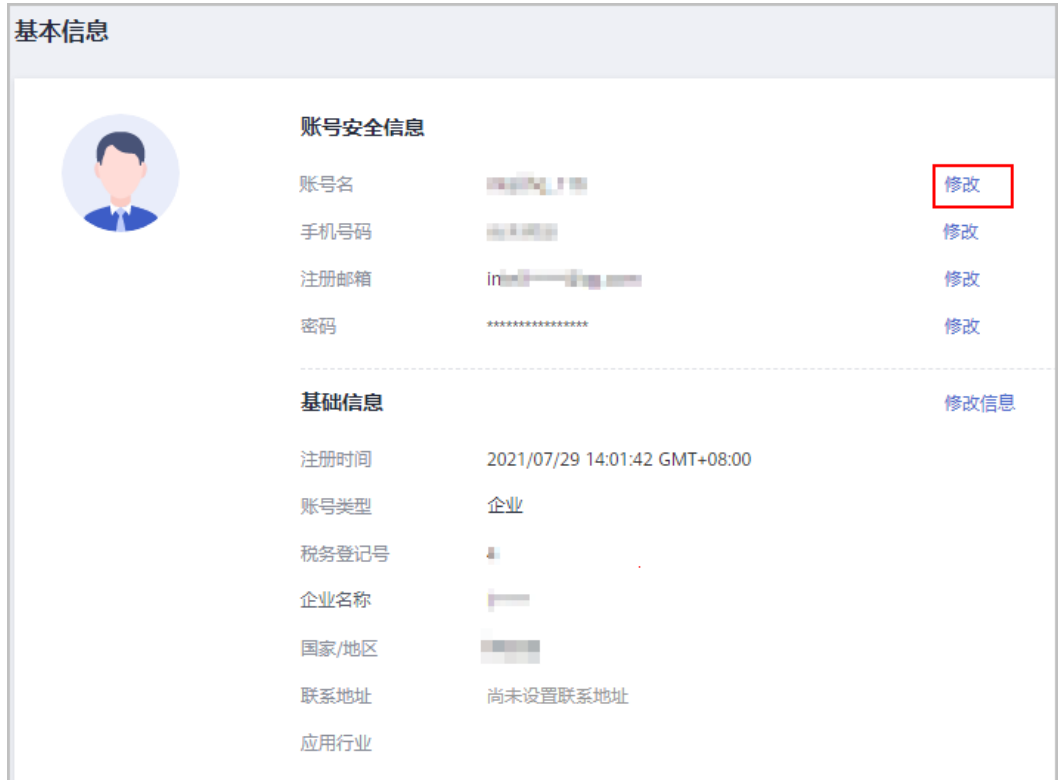 基本信息
账号安全信息
账号名 修改
手机号码 修改
注册邮箱 in 修改
密码 **************** 修改
基础信息 修改信息
注册时间 2021/07/29 14:01:42 GMT+08:00
账号类型 企业
税务登记号
企业名称
国家/地区
联系地址 尚未设置联系地址
应用行业